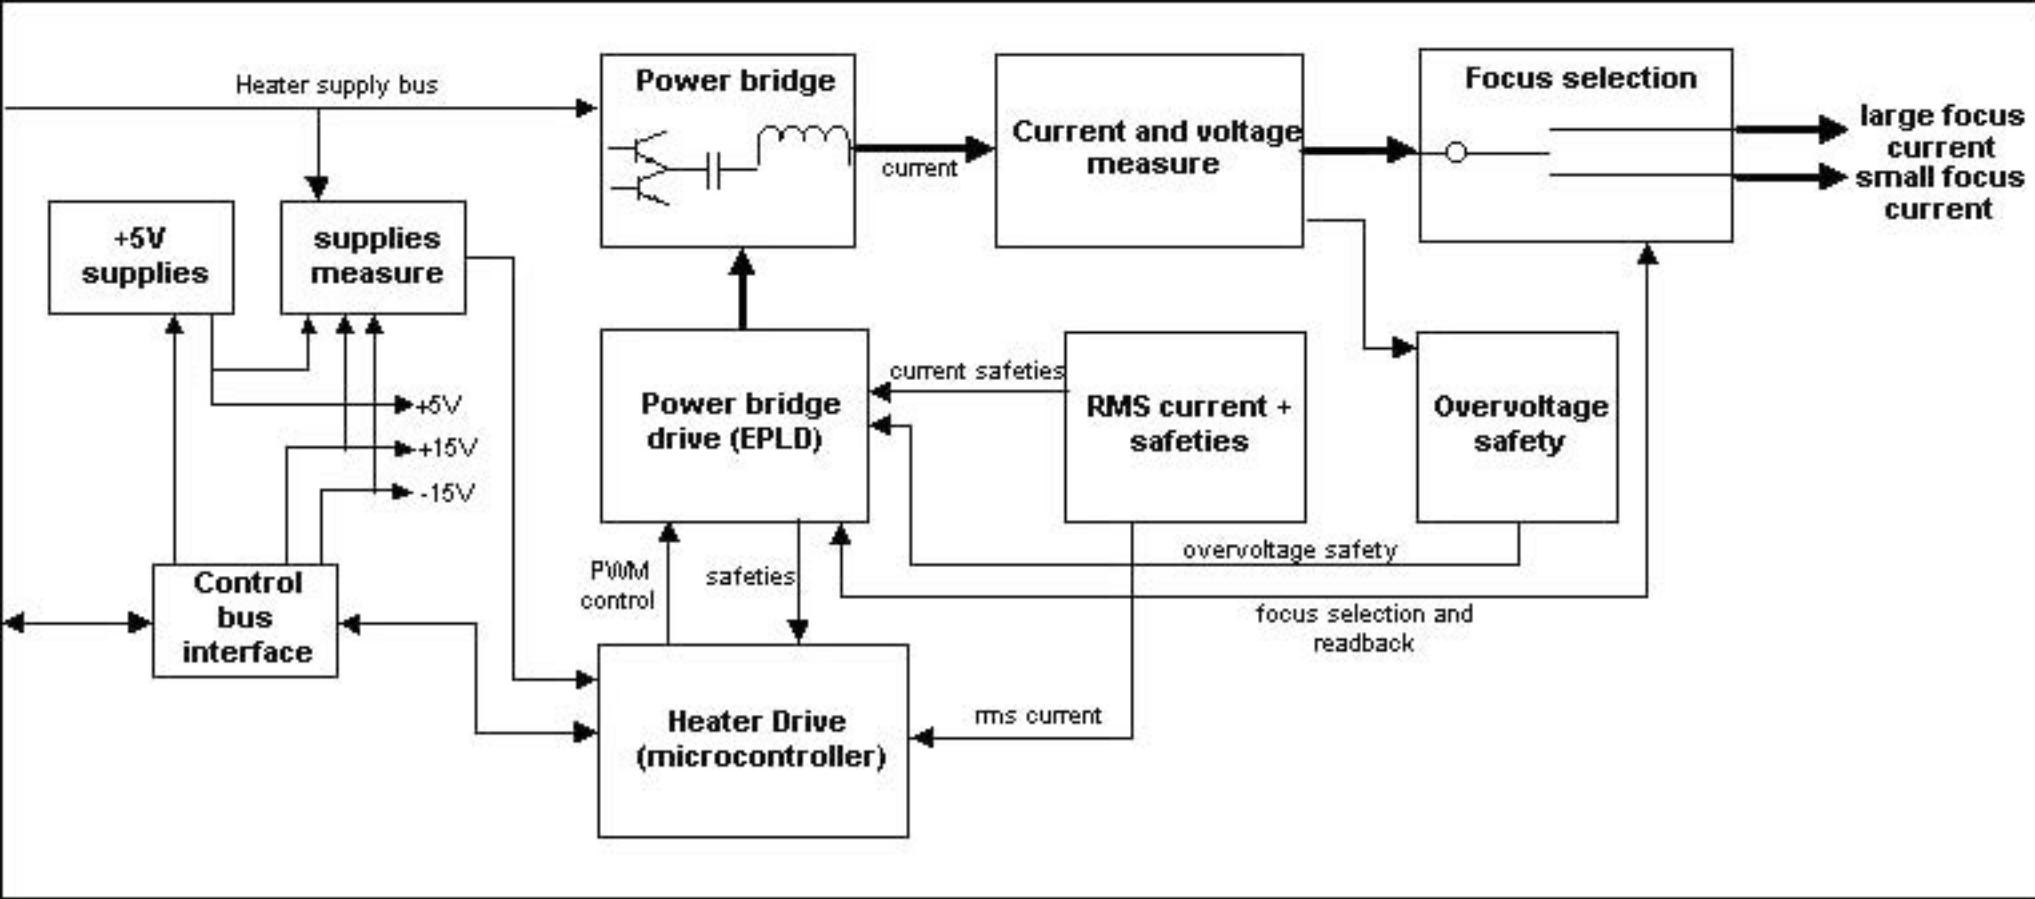 Heater supply bus
Power bridge
current
Current and voltage
measure
Focus selection
large focus
current
small focus
current
+5V
supplies
supplies
measure
+5V
+15V
-15V
Power bridge
drive (EPLD)
current safeties
RMS current +
safeties
Overvoltage
safety
overvoltage safety
focus selection and
readback
PWM
control
safeties
Control
bus
interface
Heater Drive
(microcontroller)
rms current